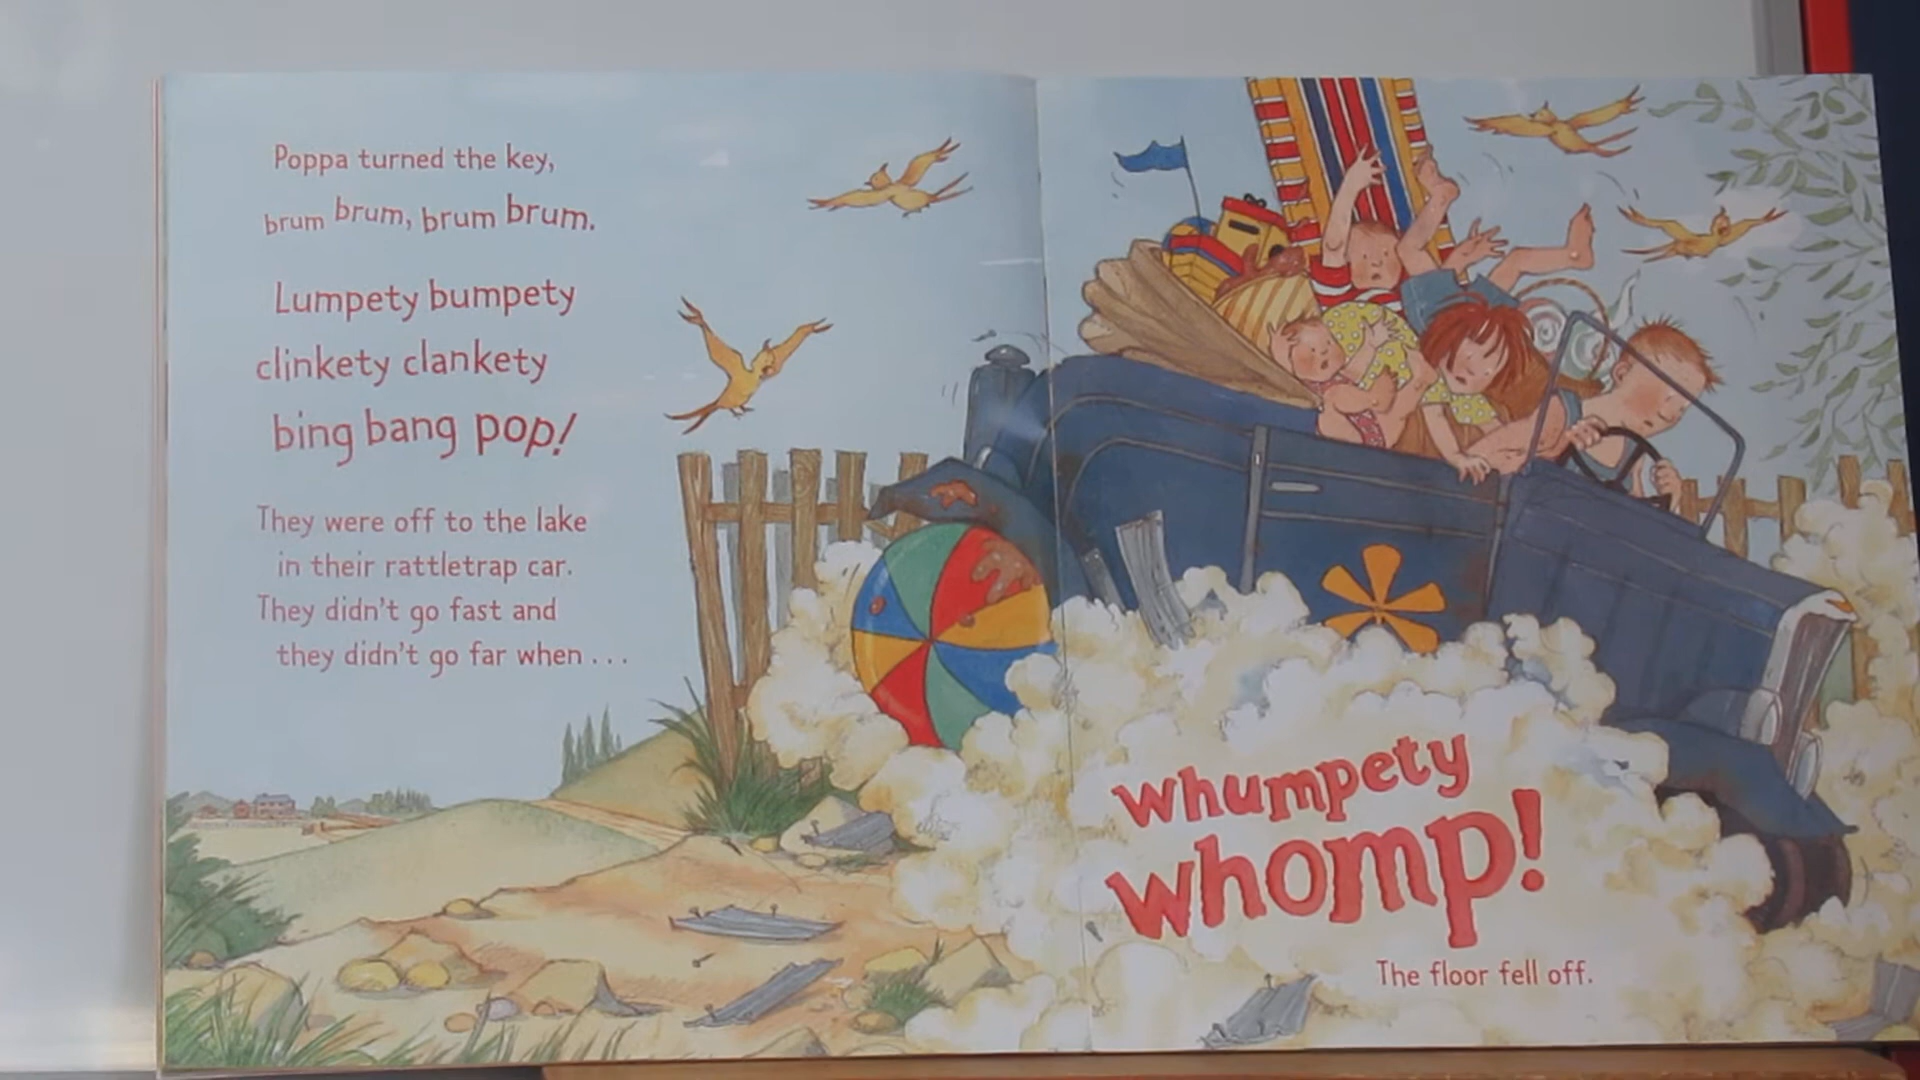 Poppa turned the key,
brum brum, brum brum.
Lumpety bumpety
clinkety clankety
bing bang pop!
They were off to the lake
in their rattletrap car.
They didn't go fast and
they didn't go far when . . .
whumpety
whomp!
The floor fell off.